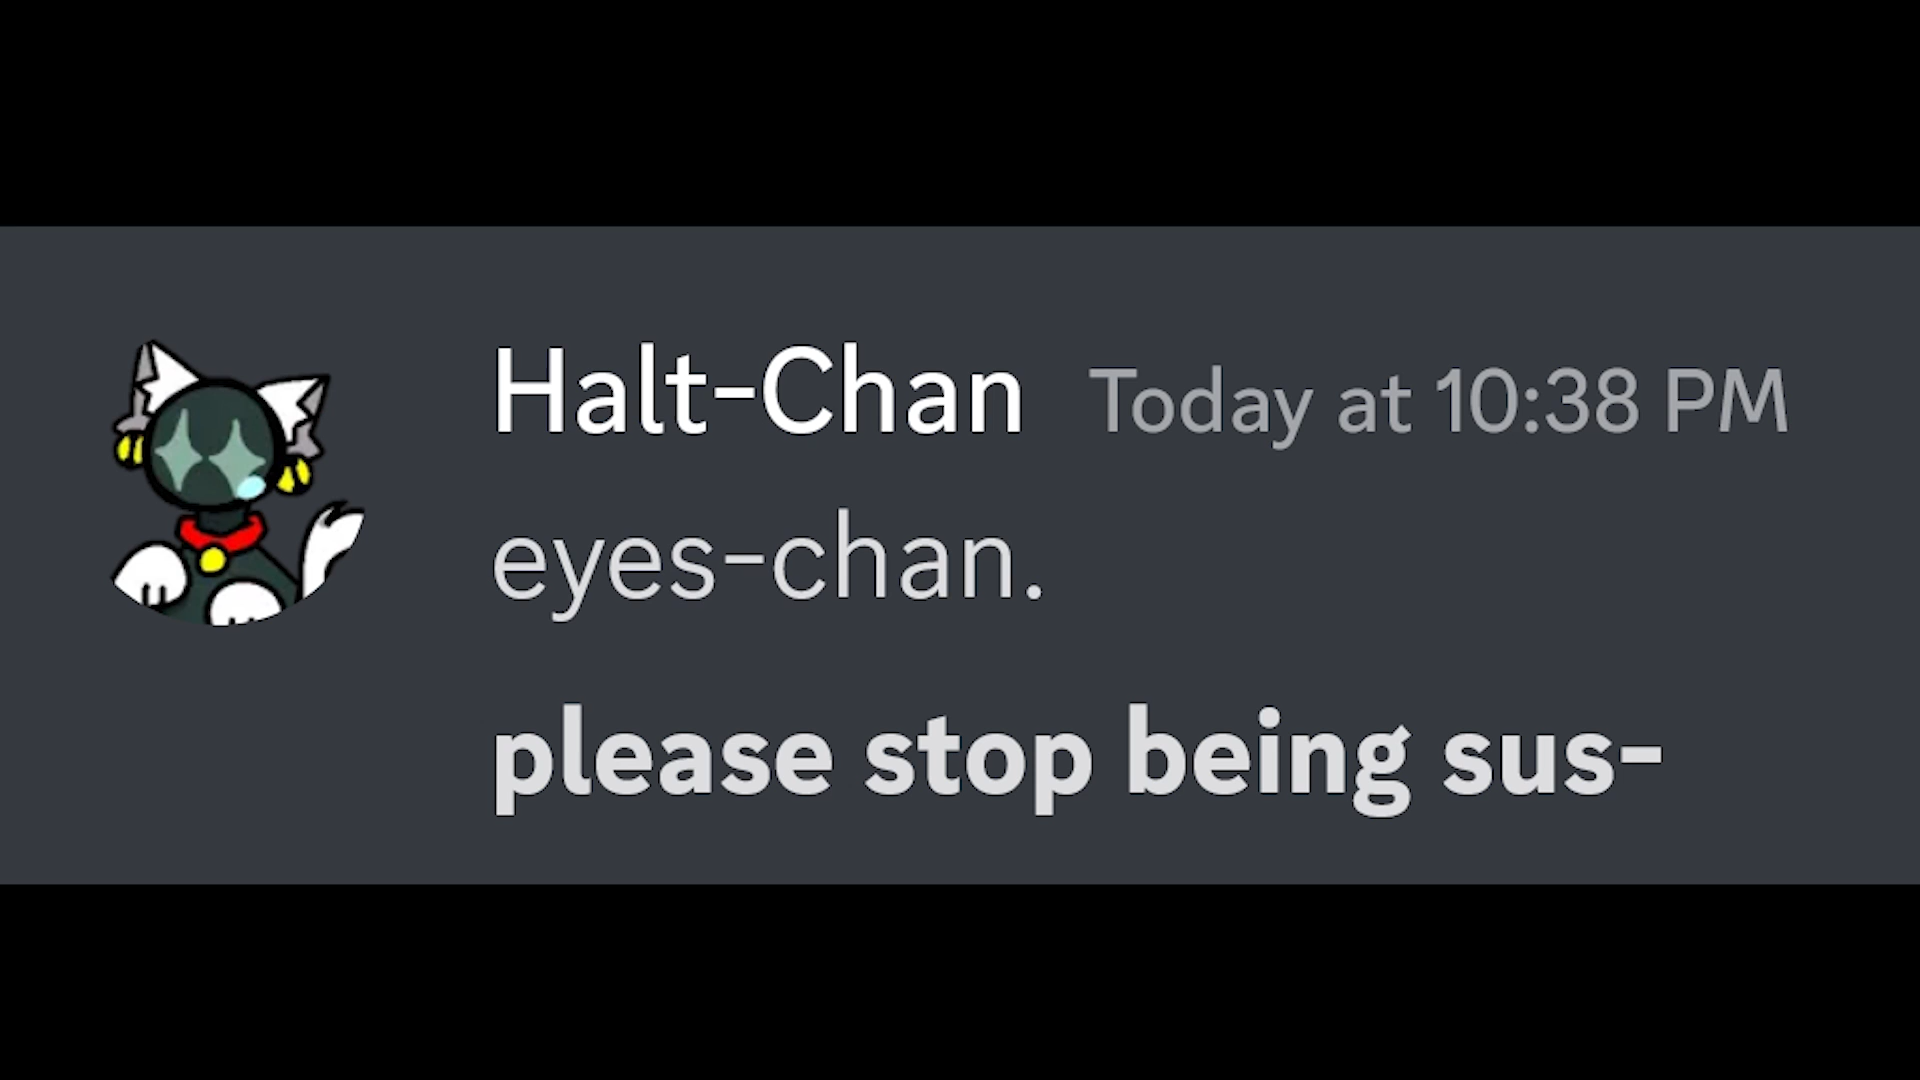 Halt-Chan Today at 10:38 PM
eyes-chan.
please stop being sus-